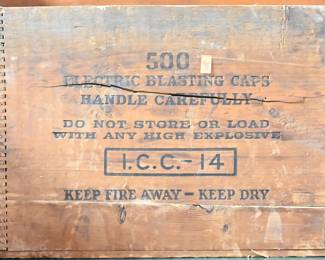 500
ELECTRIC BLASTING CAPS
HANDLE CAREFULLY
DO NOT STORE OR LOAD
WITH ANY HIGH EXPLOSIVE
I.C.C.-14
KEEP FIRE AWAY - KEEP DRY